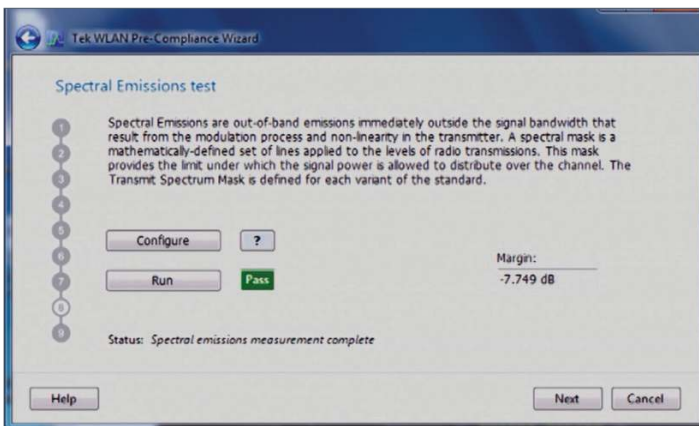 Tek WLAN Pre-Compliance Wizard
Spectral Emissions test
1
2
3
4
5
6
7
8
9
Spectral Emissions are out-of-band emissions immediately outside the signal bandwidth that
result from the modulation process and non-linearity in the transmitter. A spectral mask is a
mathematically-defined set of lines applied to the levels of radio transmissions. This mask
provides the limit under which the signal power is allowed to distribute over the channel. The
Transmit Spectrum Mask is defined for each variant of the standard.
Configure ?
Run Pass
Margin:
-7.749 dB
Status: Spectral emissions measurement complete
Help Next Cancel